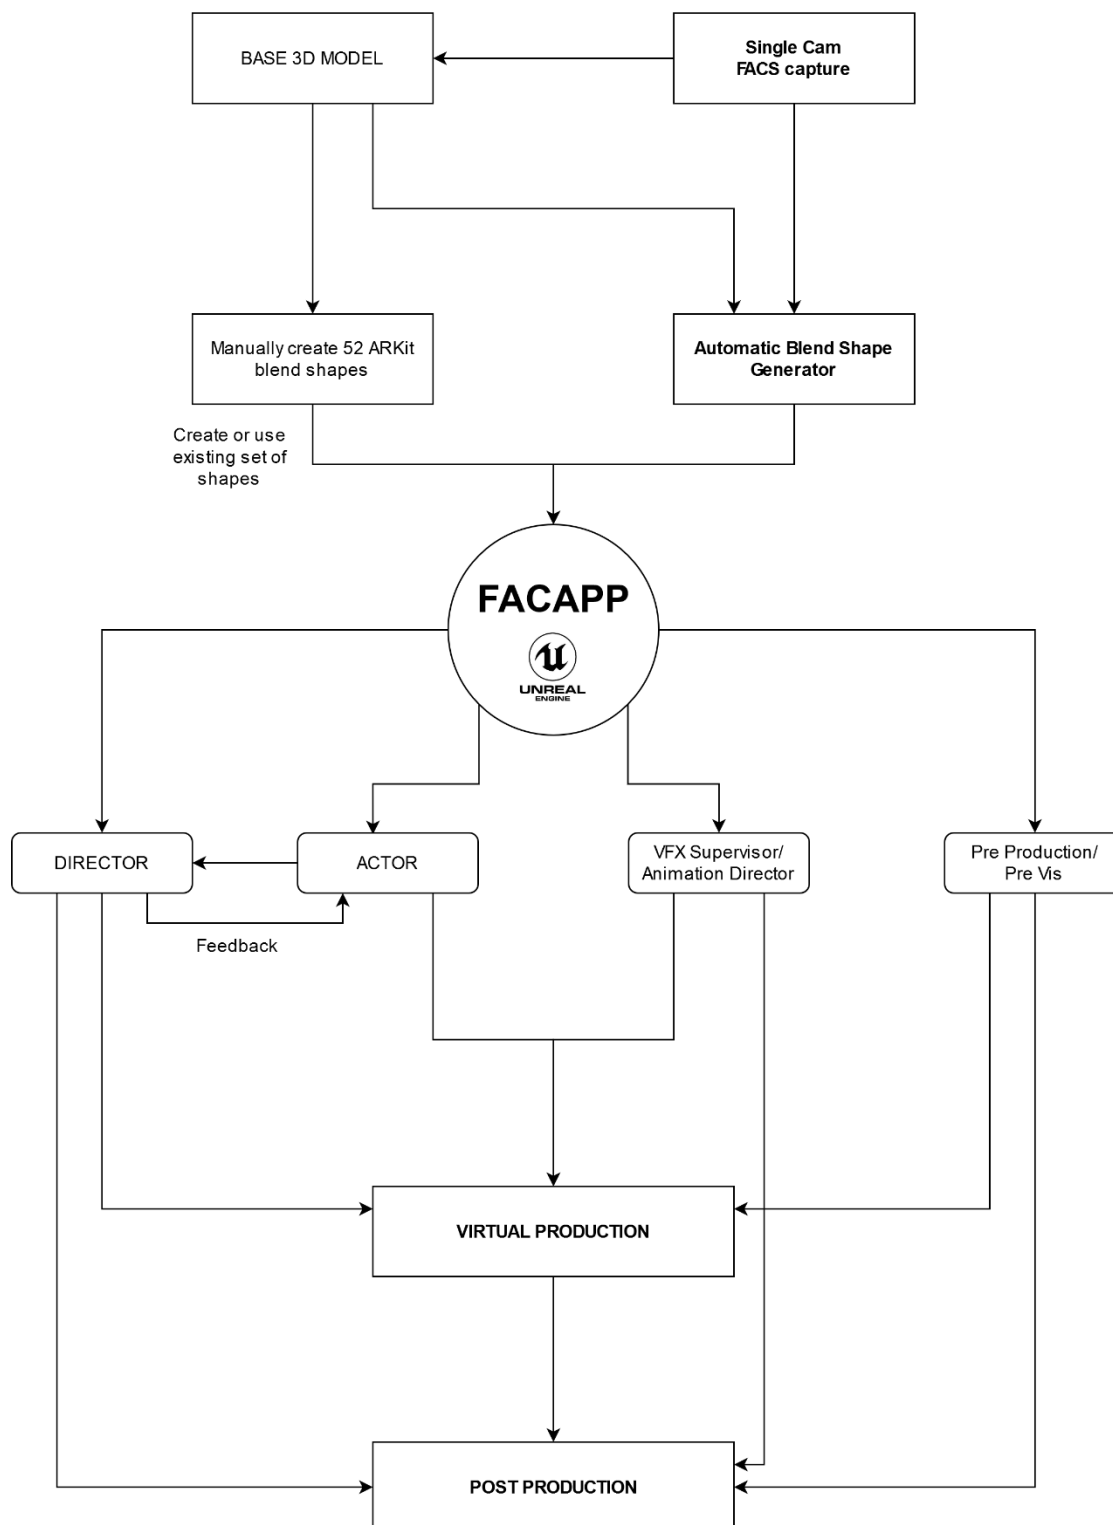 BASE 3D MODEL
Single Cam
FACS capture
Manually create 52 ARKit
blend shapes
Automatic Blend Shape
Generator
Create or use
existing set of
shapes
FACAPP
UNREAL
ENGINE
DIRECTOR
ACTOR
VFX Supervisor/
Animation Director
Pre Production/
Pre Vis
Feedback
VIRTUAL PRODUCTION
POST PRODUCTION